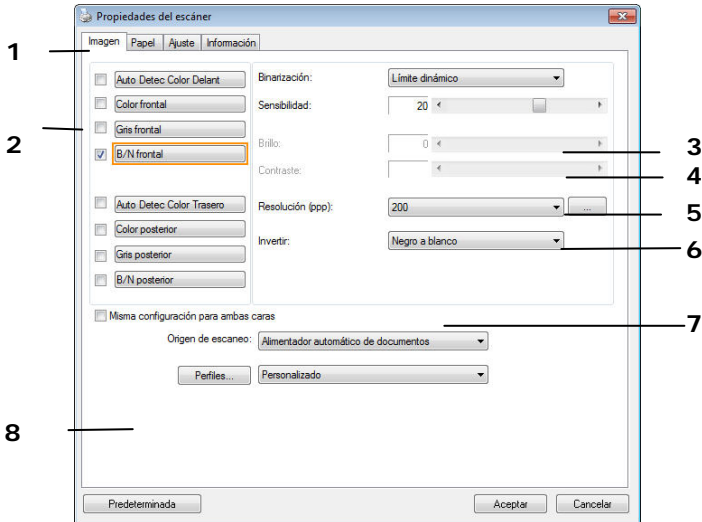 Propiedades del escáner
Imagen Papel Ajuste Información
1
Auto Detec Color Delant
Color frontal
Gris frontal
B/N frontal
2
Auto Detec Color Trasero
Color posterior
Gris posterior
B/N posterior
Binarización: Límite dinámico
Sensibilidad: 20
Brillo: 0
3
Contraste:
4
Resolución (ppp): 200 ...
5
Invertir: Negro a blanco
6
Misma configuración para ambas caras
7
Origen de escaneo: Alimentador automático de documentos
Perfiles... Personalizado
8
Predeterminada Aceptar Cancelar